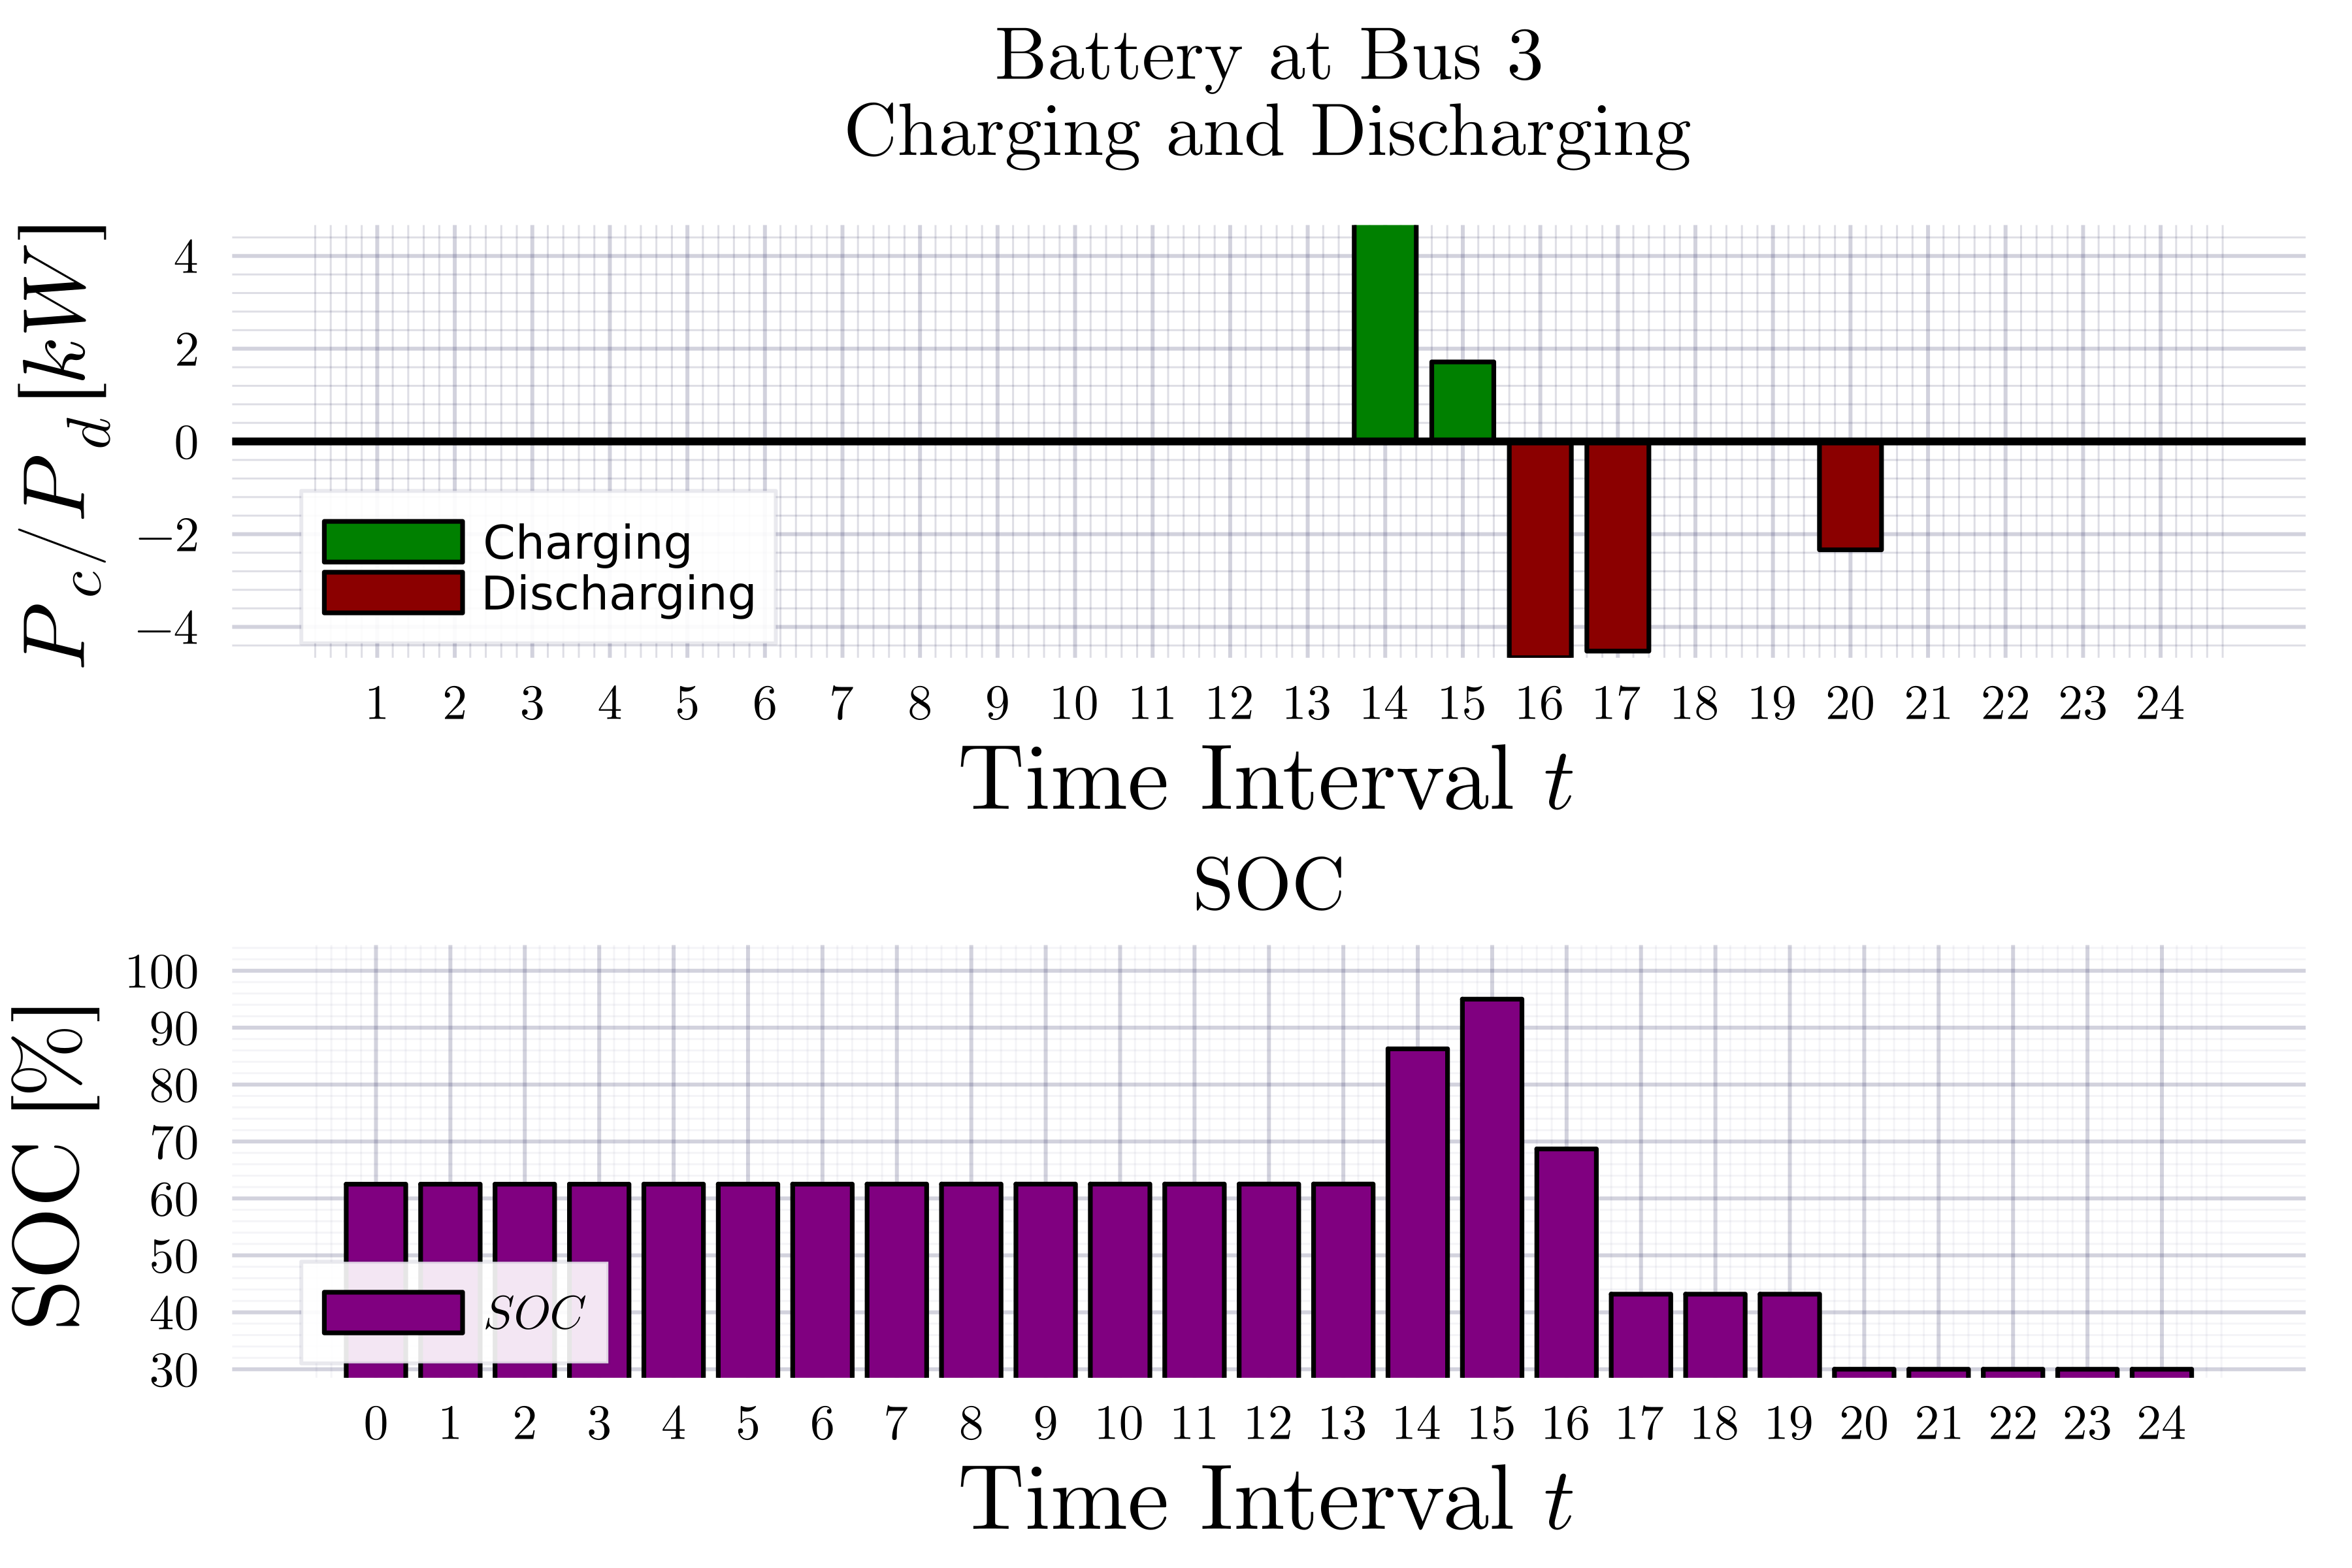 Battery at Bus 3
Charging and Discharging
P_c/P_d [kW]
4
2
0
−2
−4
Charging
Discharging
1 2 3 4 5 6 7 8 9 10 11 12 13 14 15 16 17 18 19 20 21 22 23 24
Time Interval t
SOC
SOC [%]
100
90
80
70
60
50
40
30
SOC
0 1 2 3 4 5 6 7 8 9 10 11 12 13 14 15 16 17 18 19 20 21 22 23 24
Time Interval t